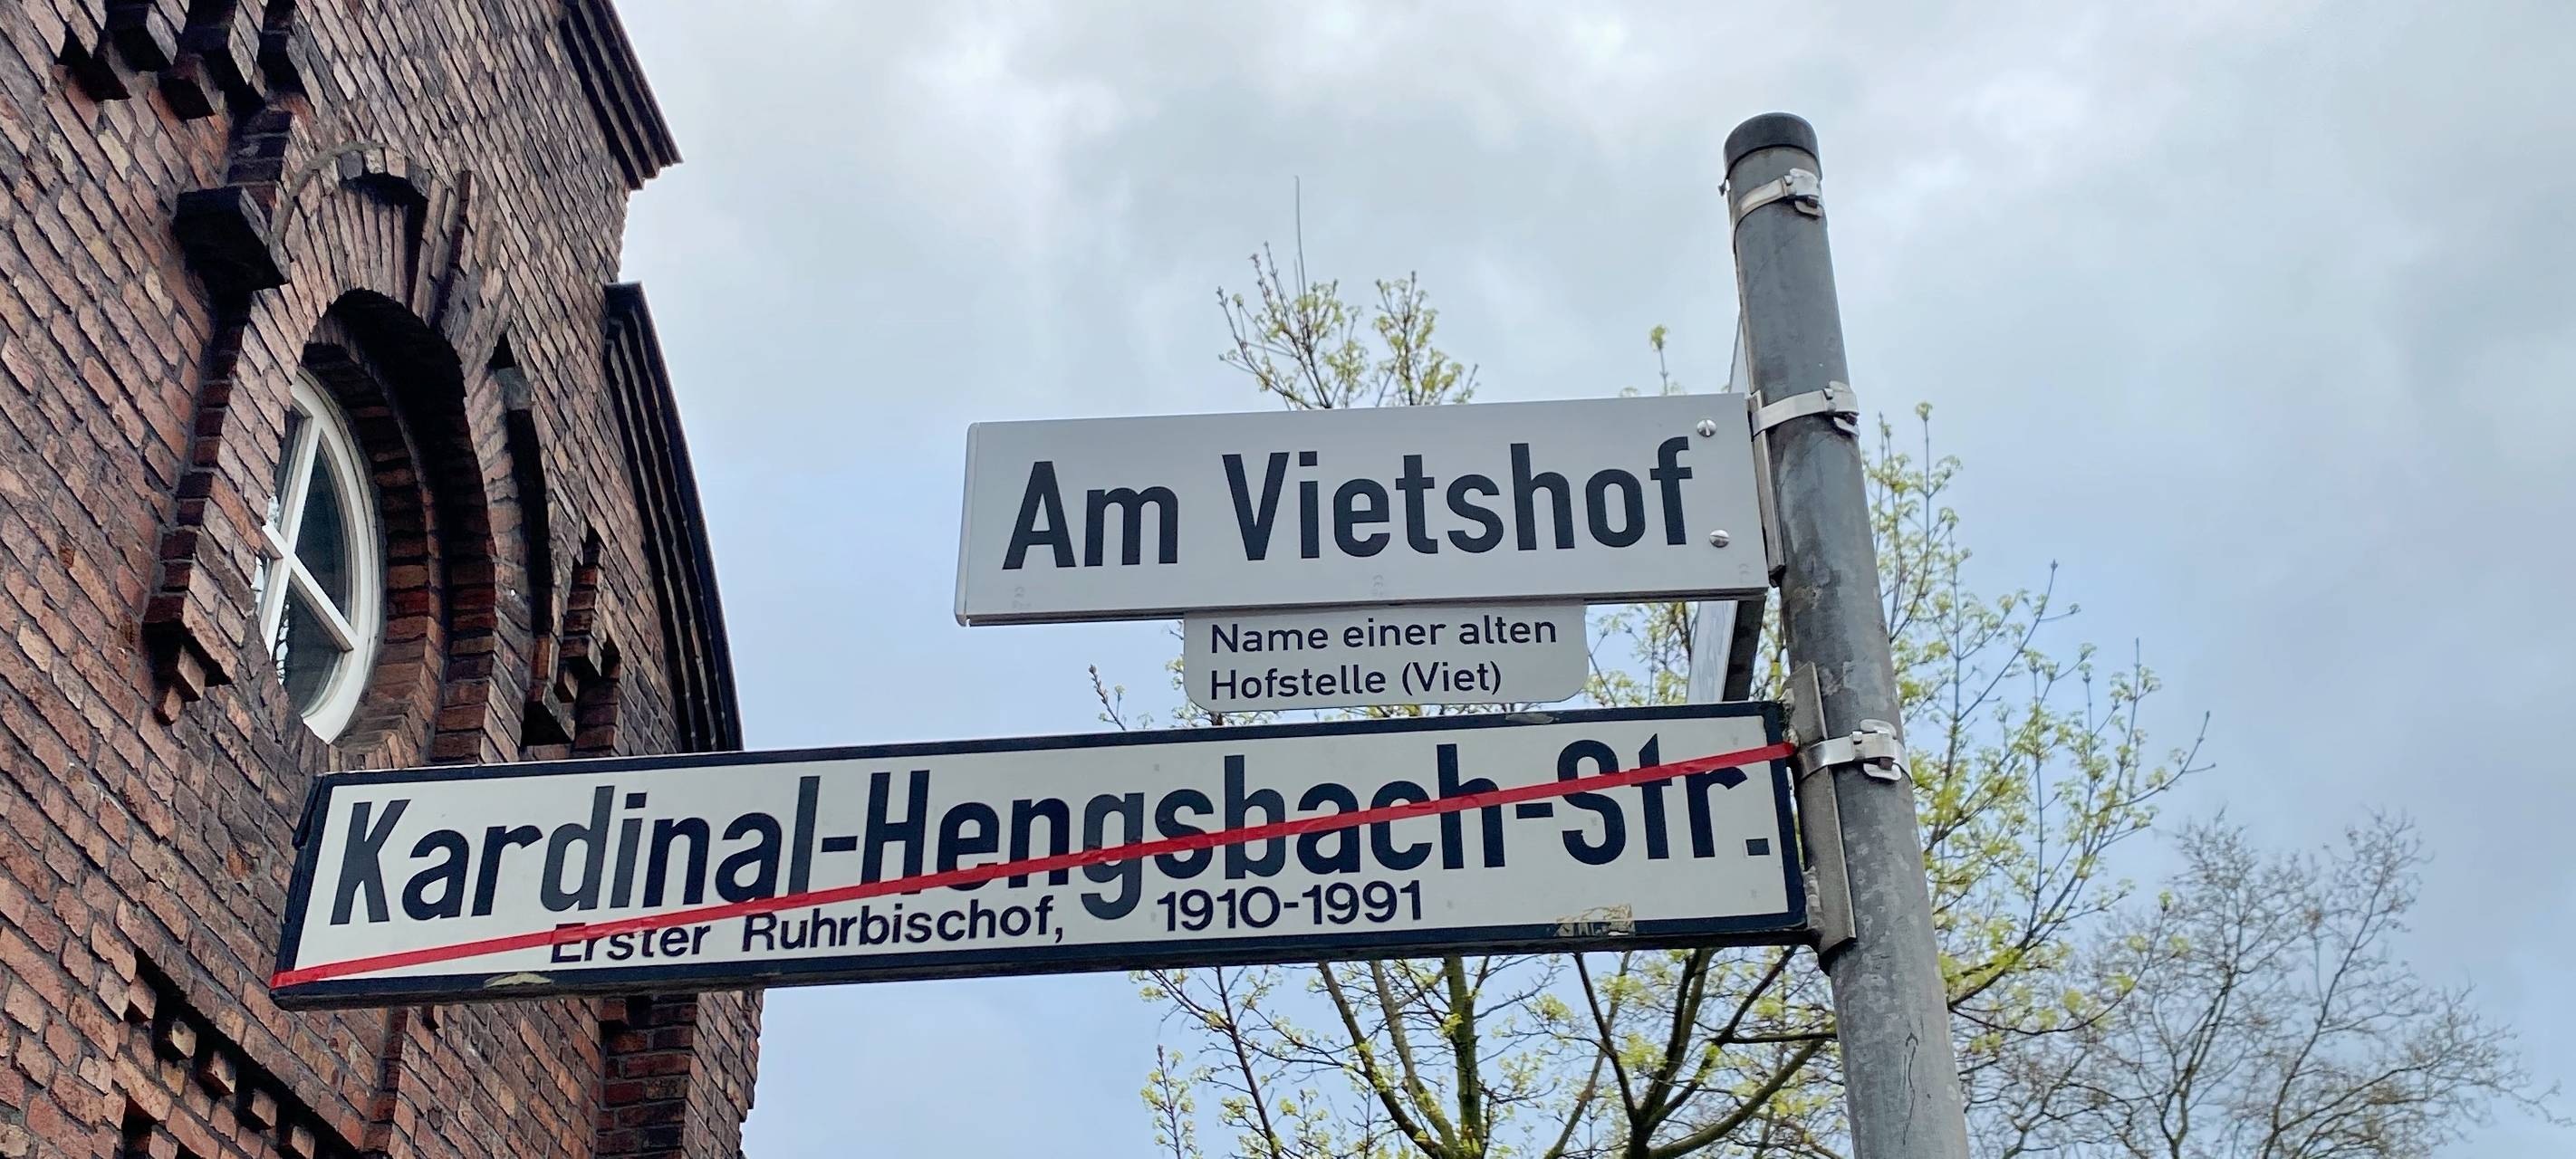 Am Vietshof
Name einer alten
Hofstelle (Viet)
Kardinal-Hengsbach-Str.
Erster Ruhrbischof, 1910-1991